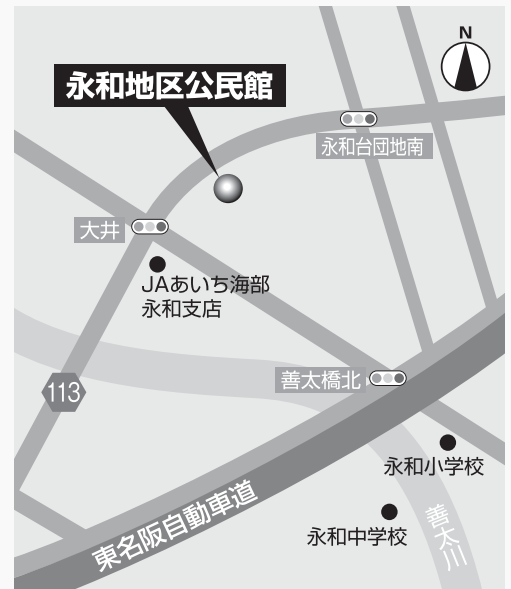 N
永和地区公民館
永和台団地南
大井
JAあいち海部
永和支店
善太橋北
113
永和小学校
東名阪自動車道
永和中学校
善太川